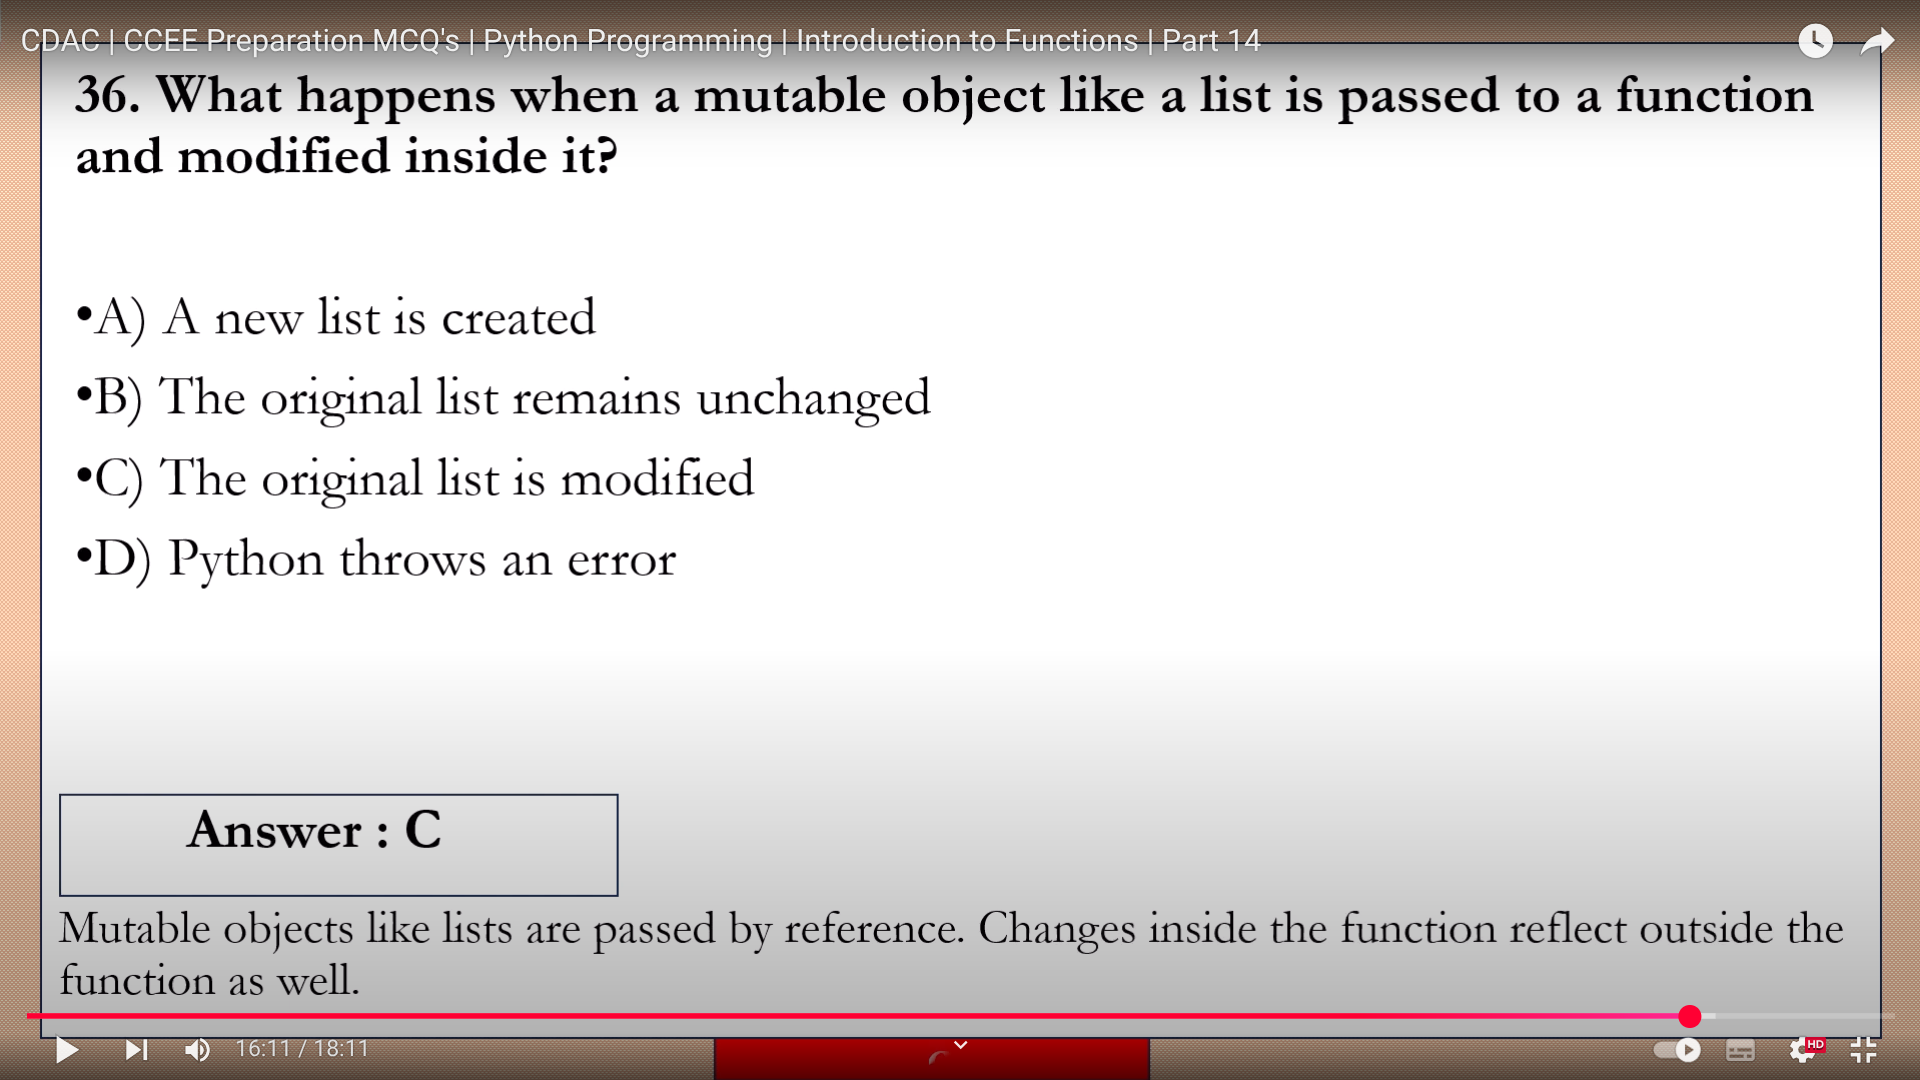 CDAC | CCEE Preparation MCQ's | Python Programming | Introduction to Functions | Part 14
36. What happens when a mutable object like a list is passed to a function
and modified inside it?
•A) A new list is created
•B) The original list remains unchanged
•C) The original list is modified
•D) Python throws an error
Answer : C
Mutable objects like lists are passed by reference. Changes inside the function reflect outside the
function as well.
16:11 / 18:11
HD